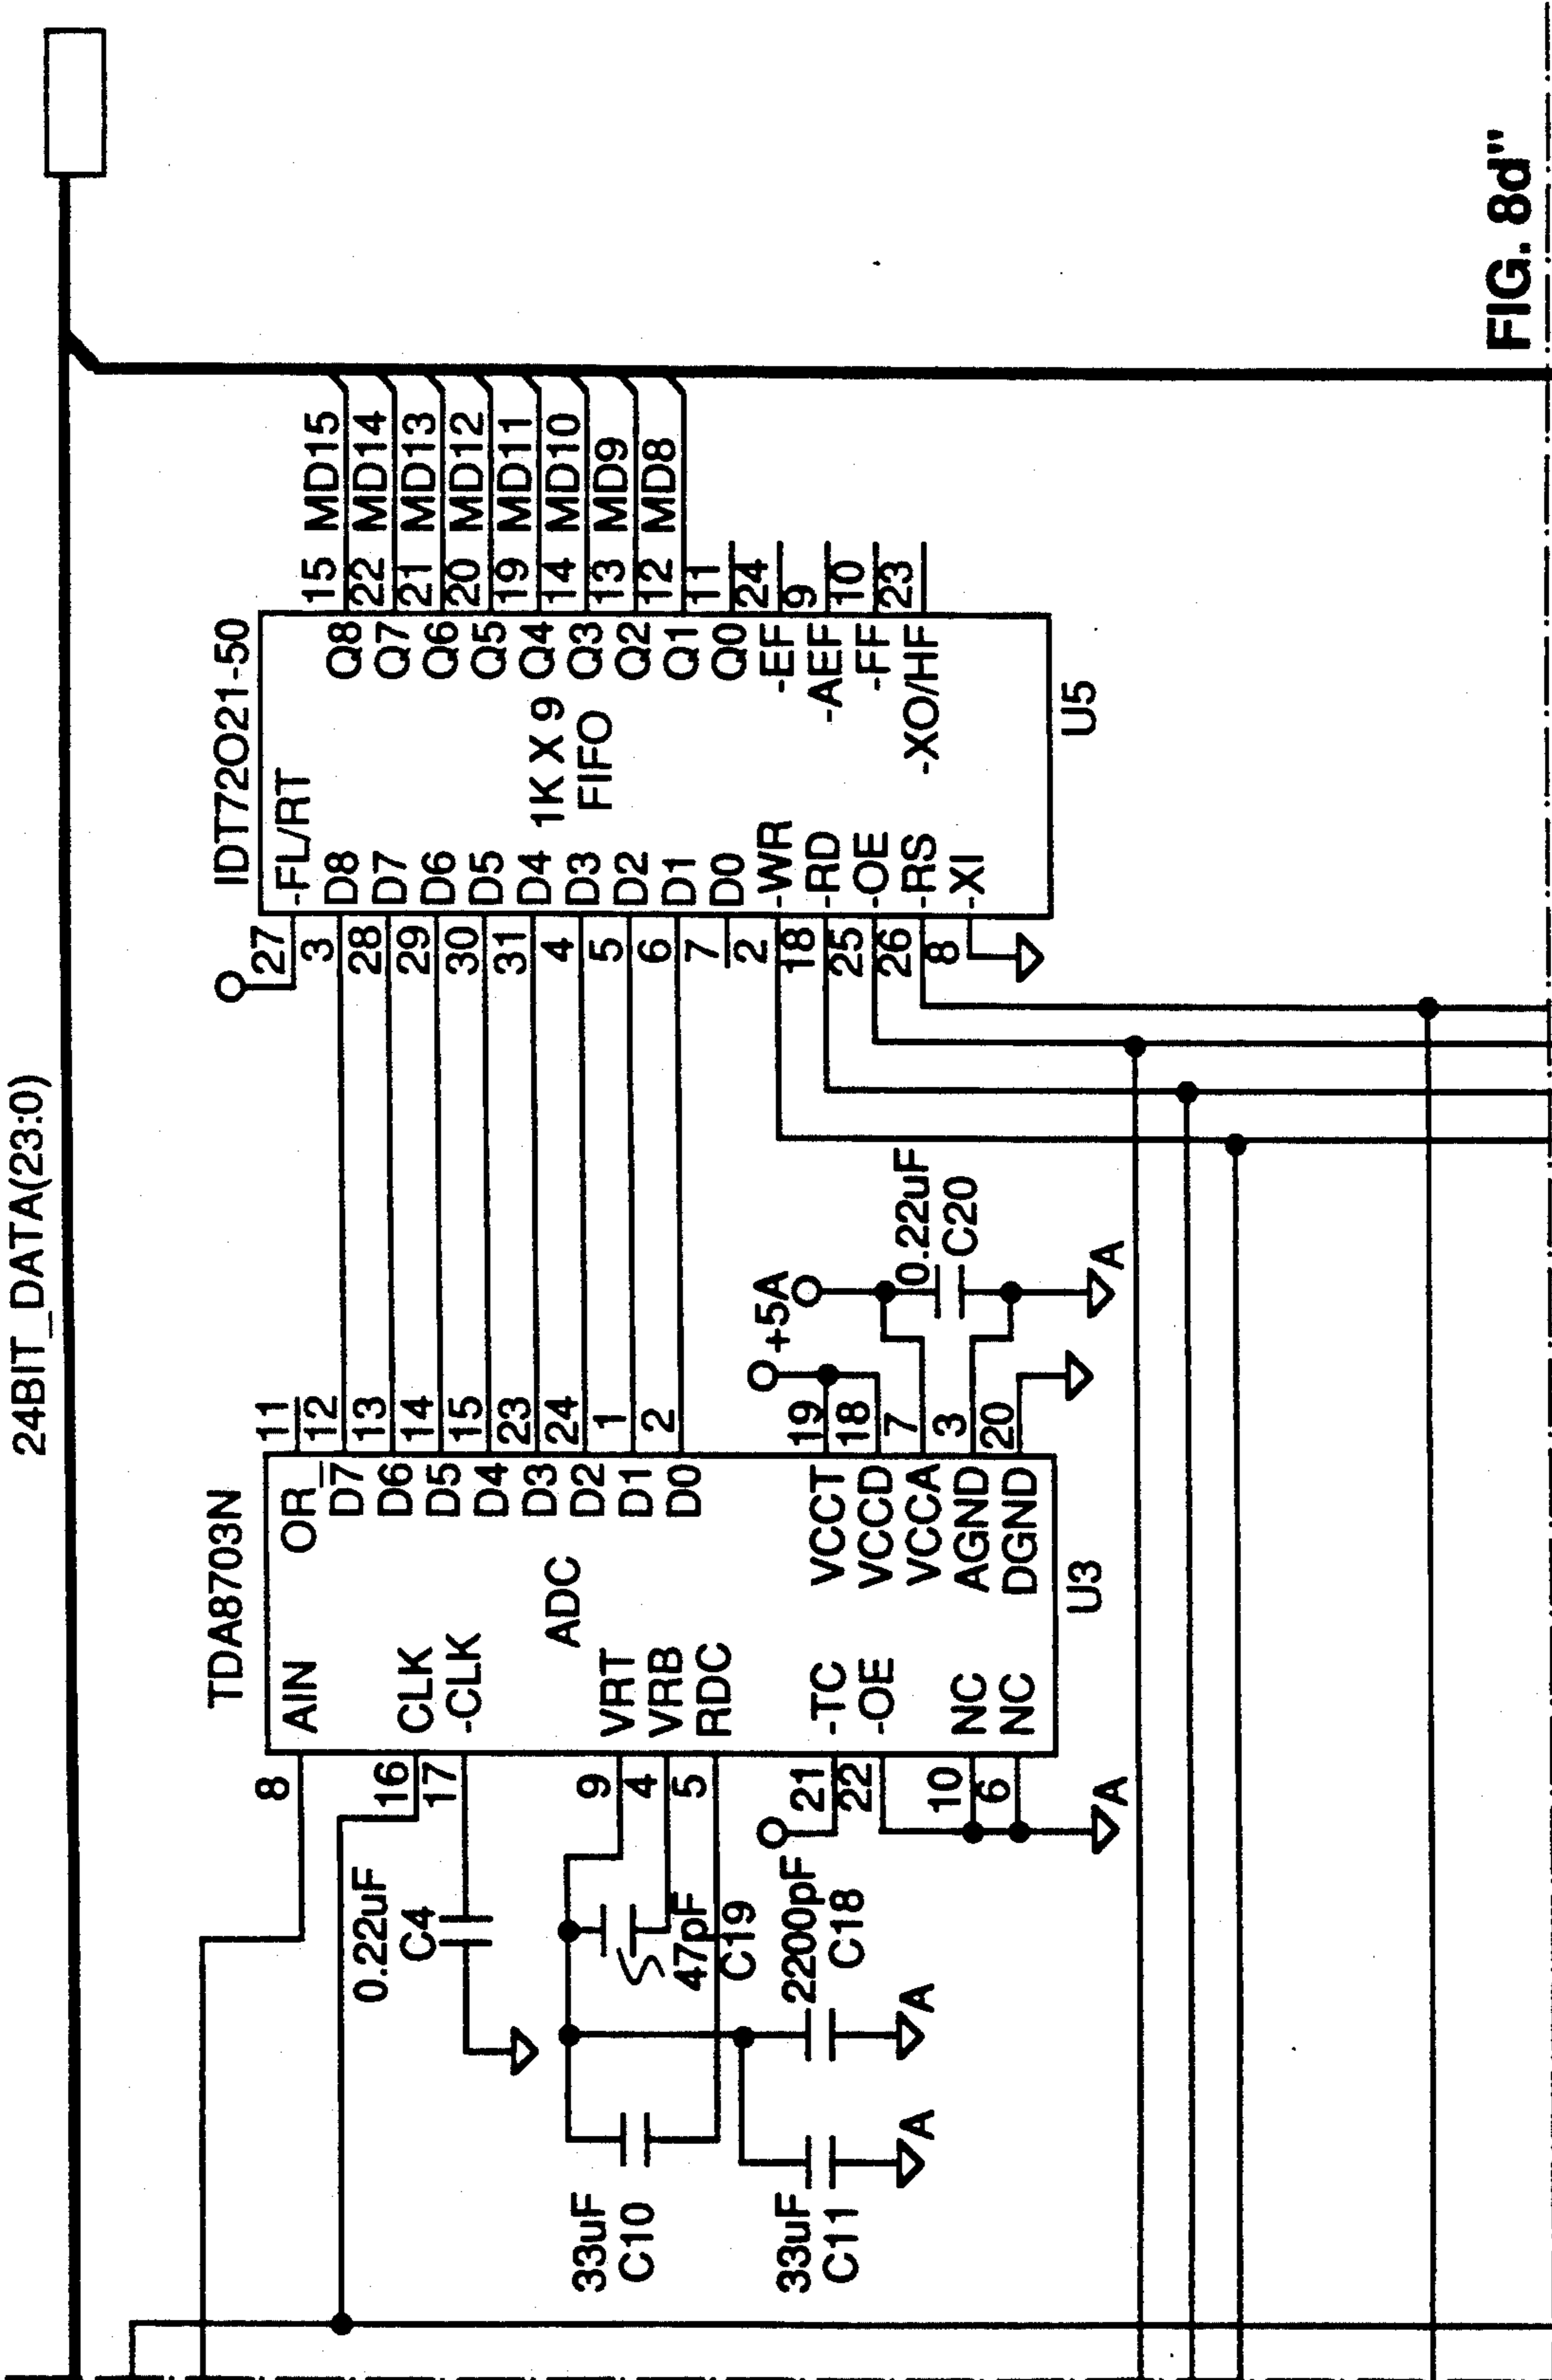 24BIT_DATA(23:0)
TDA8703N
AIN
CLK
-CLK
ADC
VRT
VRB
RDC
-TC
-OE
NC
NC
OR_
D7
D6
D5
D4
D3
D2
D1
D0
VCCT
VCCD
VCCA
AGND
DGND
U3
8
16
17
9
4
5
21
22
10
6
11
12
13
14
15
23
24
1
2
19
18
7
3
20
0.22uF
C4
47pF
C19
2200pF
C18
33uF
C10
33uF
C11
A
A
A
+5A
0.22uF
C20
A
IDT72O21-50
-FL/RT
D8
D7
D6
D5
D4
D3
D2
D1
D0
-WR
-RD
-OE
-RS
-XI
1K X 9
FIFO
Q8
Q7
Q6
Q5
Q4
Q3
Q2
Q1
Q0
-EF
-AEF
-FF
-XO/HF
U5
27
3
28
29
30
31
4
5
6
7
2
18
25
26
8
15 MD15
22 MD14
21 MD13
20 MD12
19 MD11
14 MD10
13 MD9
12 MD8
11
24
9
10
23
FIG. 8d"